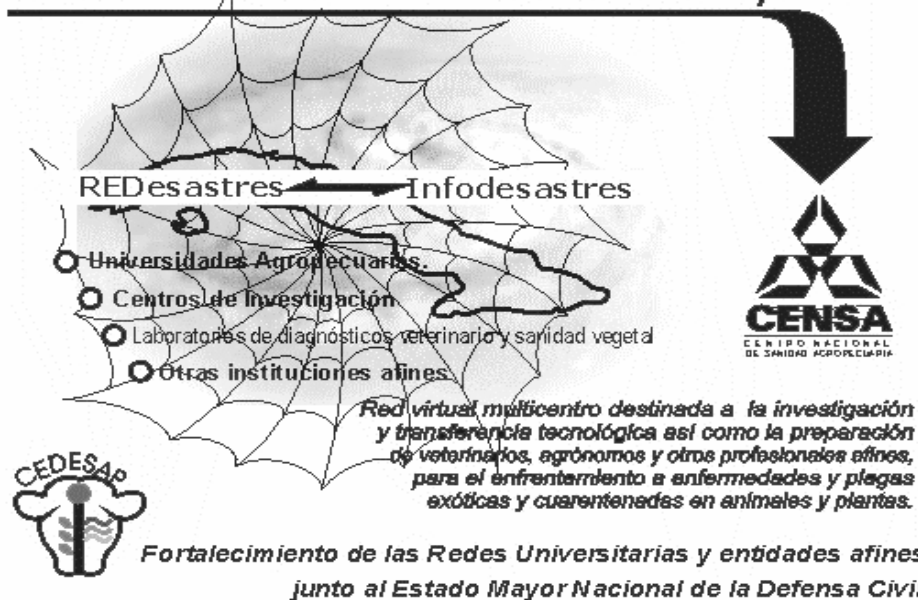 REDesastres Infodesastres
Universidades Agropecuarias.
Centros de Investigación
Laboratorios de diagnósticos veterinario y sanidad vegetal
Otras instituciones afines
CENSA
CENTRO NACIONAL
DE SANIDAD AGROPECUARIA
Red virtual multicentro destinada a la investigación
y transferencia tecnológica así como la preparación
de veterinarios, agrónomos y otros profesionales afines,
para el enfrentamiento a enfermedades y plagas
exóticas y cuarentenadas en animales y plantas.
CEDESAP
Fortalecimiento de las Redes Universitarias y entidades afines
junto al Estado Mayor Nacional de la Defensa Civil